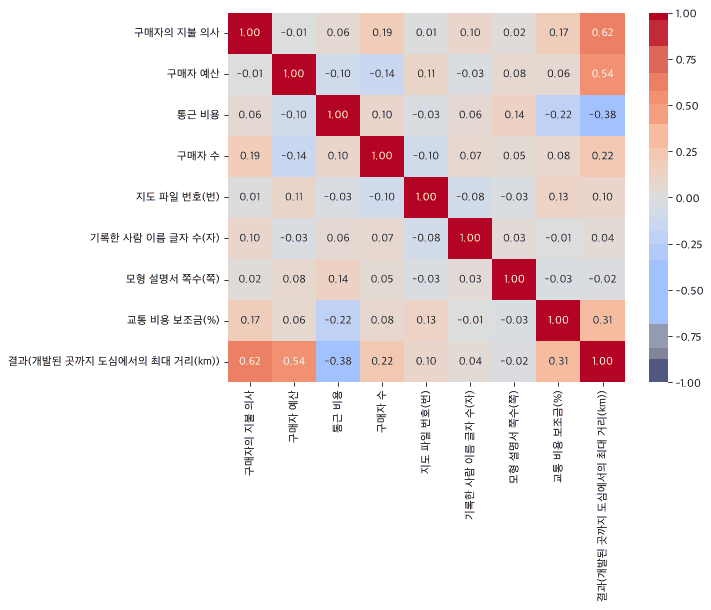 구매자의 지불 의사 1.00 -0.01 0.06 0.19 0.01 0.10 0.02 0.17 0.62
구매자 예산 -0.01 1.00 -0.10 -0.14 0.11 -0.03 0.08 0.06 0.54
통근 비용 0.06 -0.10 1.00 0.10 -0.03 0.06 0.14 -0.22 -0.38
구매자 수 0.19 -0.14 0.10 1.00 -0.10 0.07 0.05 0.08 0.22
지도 파일 번호(번) 0.01 0.11 -0.03 -0.10 1.00 -0.08 -0.03 0.13 0.10
기록한 사람 이름 글자 수(자) 0.10 -0.03 0.06 0.07 -0.08 1.00 0.03 -0.01 0.04
모형 설명서 쪽수(쪽) 0.02 0.08 0.14 0.05 -0.03 0.03 1.00 -0.03 -0.02
교통 비용 보조금(%) 0.17 0.06 -0.22 0.08 0.13 -0.01 -0.03 1.00 0.31
결과(개발된 곳까지 도심에서의 최대 거리(km)) 0.62 0.54 -0.38 0.22 0.10 0.04 -0.02 0.31 1.00
구매자의 지불 의사
구매자 예산
통근 비용
구매자 수
지도 파일 번호(번)
기록한 사람 이름 글자 수(자)
모형 설명서 쪽수(쪽)
교통 비용 보조금(%)
결과(개발된 곳까지 도심에서의 최대 거리(km))
1.00
0.75
0.50
0.25
0.00
-0.25
-0.50
-0.75
-1.00